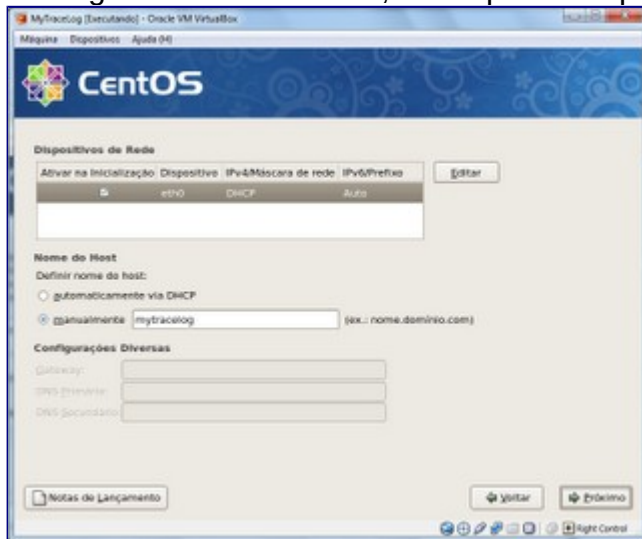 MyTraceLog [Executando] - Oracle VM VirtualBox
Máquina Dispositivos Ajuda (H)
CentOS
Dispositivos de Rede
Ativar na Inicialização Dispositivo IPv4/Máscara de rede IPv6/Prefixo Editar
eth0 DHCP Auto
Nome do Host
Definir nome do host:
automaticamente via DHCP
manualmente mytracelog (ex.: nome.domínio.com)
Configurações Diversas
Gateway:
DNS Primário:
DNS Secundário
Notas de Lançamento Voltar Próximo
Right Control